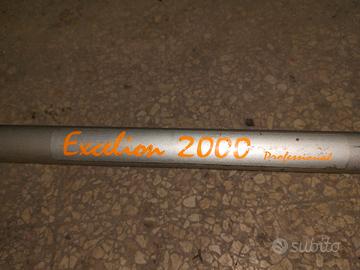 Excelion 2000 Professional
subito